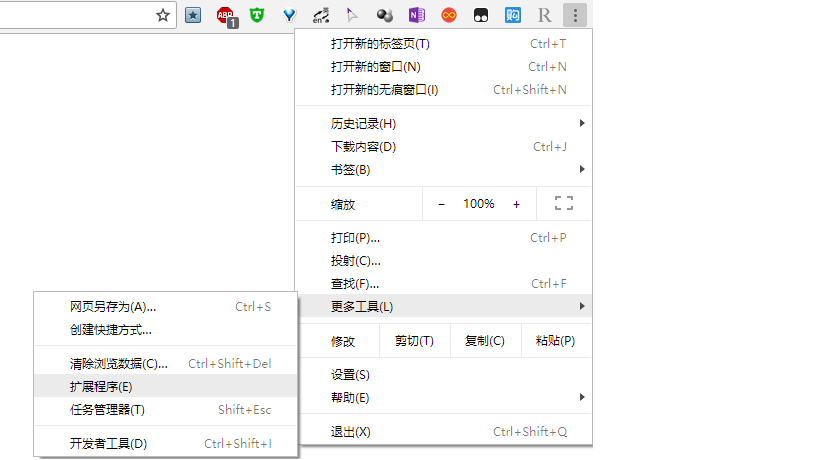 ABP
1
T
en
N
购
R
打开新的标签页(T) Ctrl+T
打开新的窗口(N) Ctrl+N
打开新的无痕窗口(I) Ctrl+Shift+N
历史记录(H)
下载内容(D) Ctrl+J
书签(B)
缩放 − 100% +
打印(P)... Ctrl+P
投射(C)...
查找(F)... Ctrl+F
更多工具(L)
修改 剪切(T) 复制(C) 粘贴(P)
设置(S)
帮助(E)
退出(X) Ctrl+Shift+Q
网页另存为(A)... Ctrl+S
创建快捷方式...
清除浏览数据(C)... Ctrl+Shift+Del
扩展程序(E)
任务管理器(T) Shift+Esc
开发者工具(D) Ctrl+Shift+I